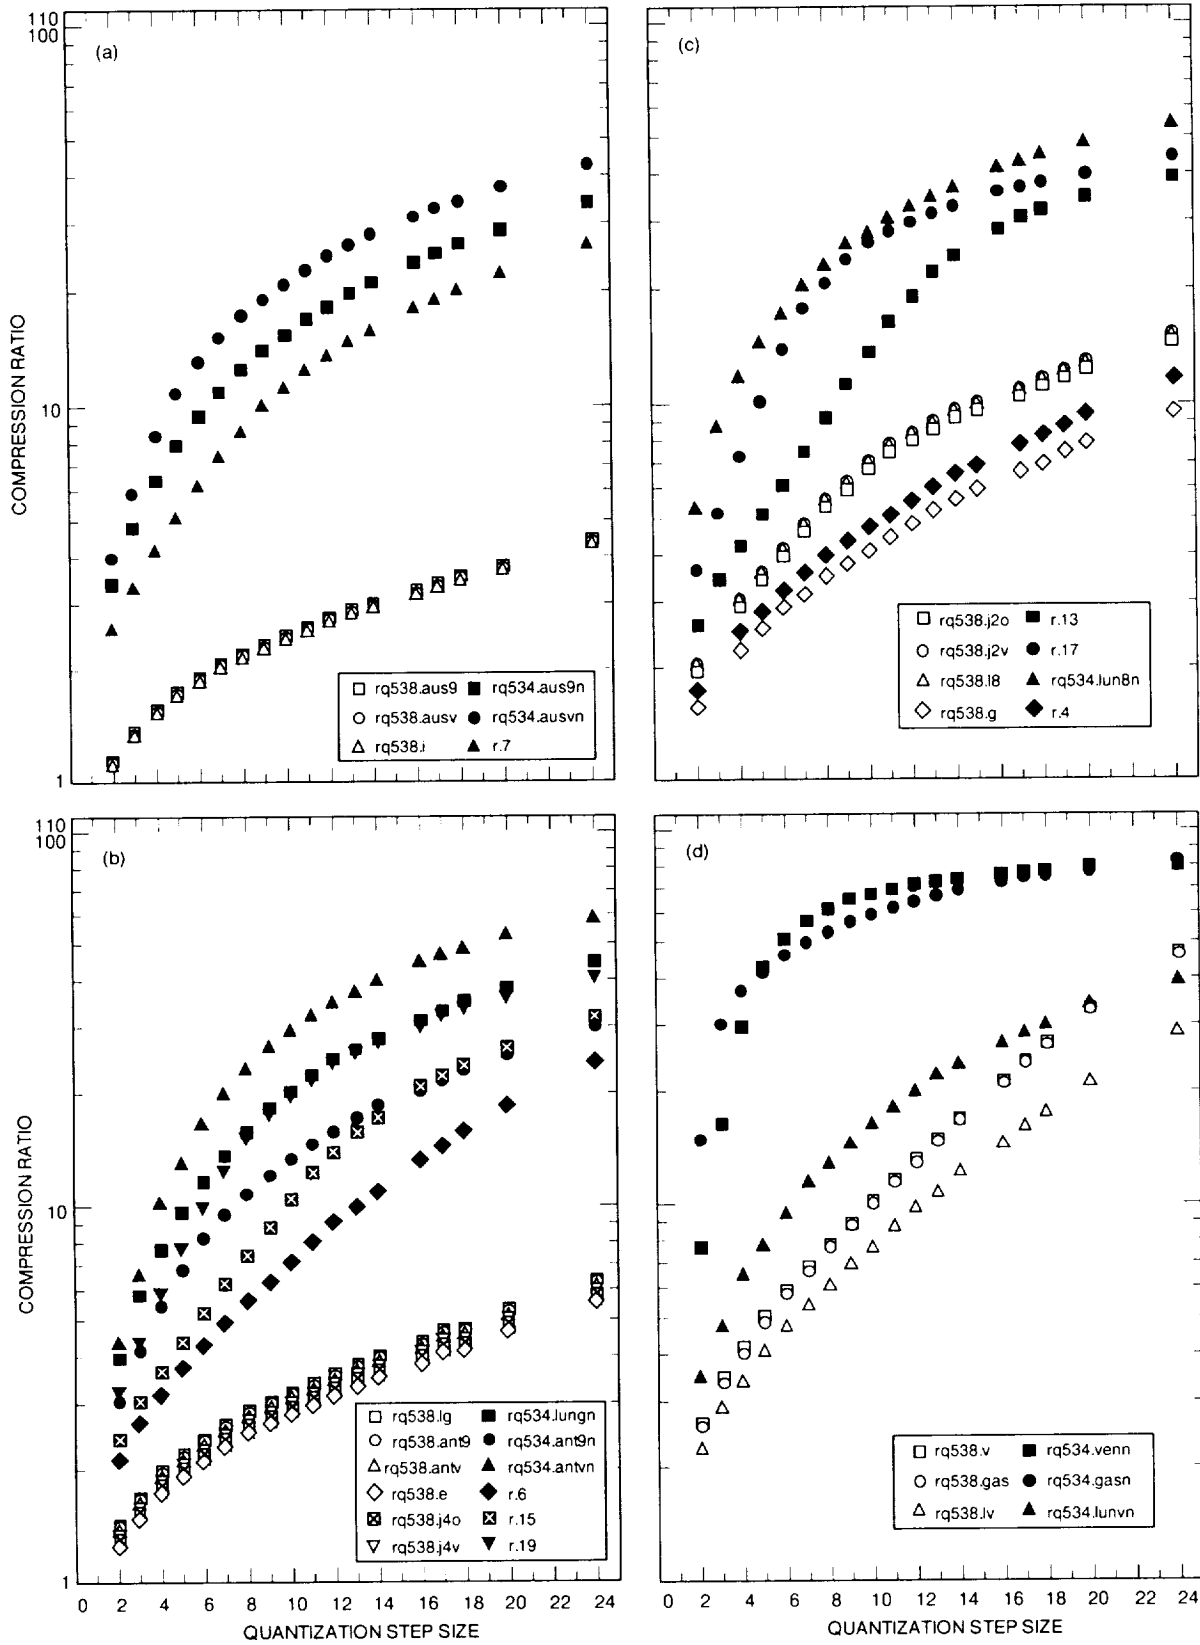 110
100
(a)
COMPRESSION RATIO
10
1
rq538.aus9
rq534.aus9n
rq538.ausv
rq534.ausvn
rq538.i
r.7
(c)
rq538.j2o
r.13
rq538.j2v
r.17
rq538.l8
rq534.lun8n
rq538.g
r.4
110
100
(b)
COMPRESSION RATIO
10
1
rq538.lg
rq534.lungn
rq538.ant9
rq534.ant9n
rq538.antv
rq534.antvn
rq538.e
r.6
rq538.j4o
r.15
rq538.j4v
r.19
0 2 4 6 8 10 12 14 16 18 20 22 24
QUANTIZATION STEP SIZE
(d)
rq538.v
rq534.venn
rq538.gas
rq534.gasn
rq538.lv
rq534.lunvn
0 2 4 6 8 10 12 14 16 18 20 22 24
QUANTIZATION STEP SIZE